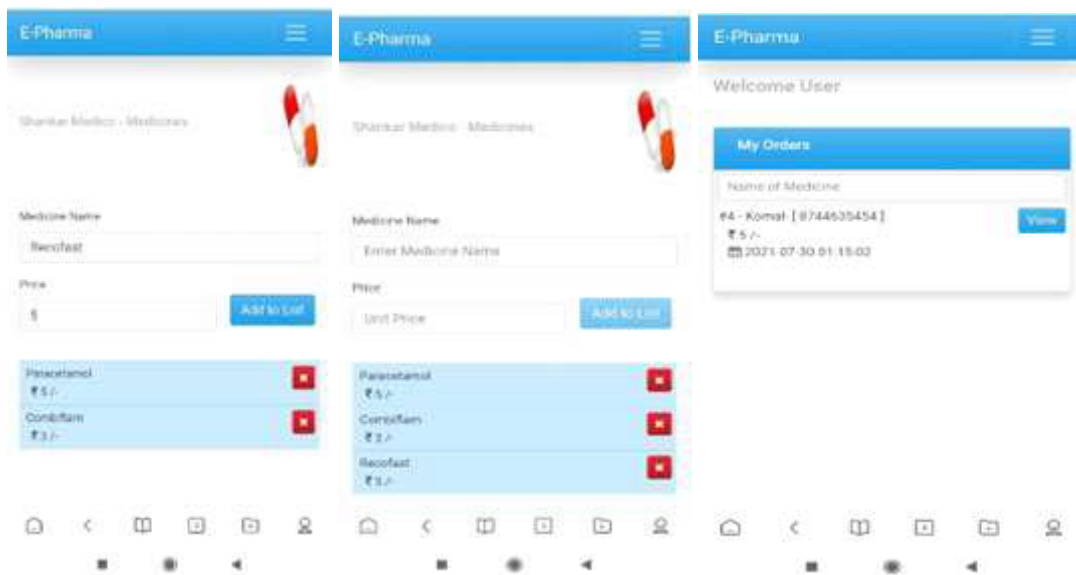 E-Pharma
Shankar Medico - Medicines
Medicine Name
Recofast
Price
5
Add to List
Paracetamol
₹ 5 /-
Combiflam
₹ 3 /-
E-Pharma
Shankar Medico - Medicines
Medicine Name
Enter Medicine Name
Price
Unit Price
Add to List
Paracetamol
₹ 5 /-
Combiflam
₹ 3 /-
Recofast
₹ 5 /-
E-Pharma
Welcome User
My Orders
Name of Medicine
#4 - Komal [ 8744635454 ]
View
₹ 5 /-
2021-07-30 01:15:02